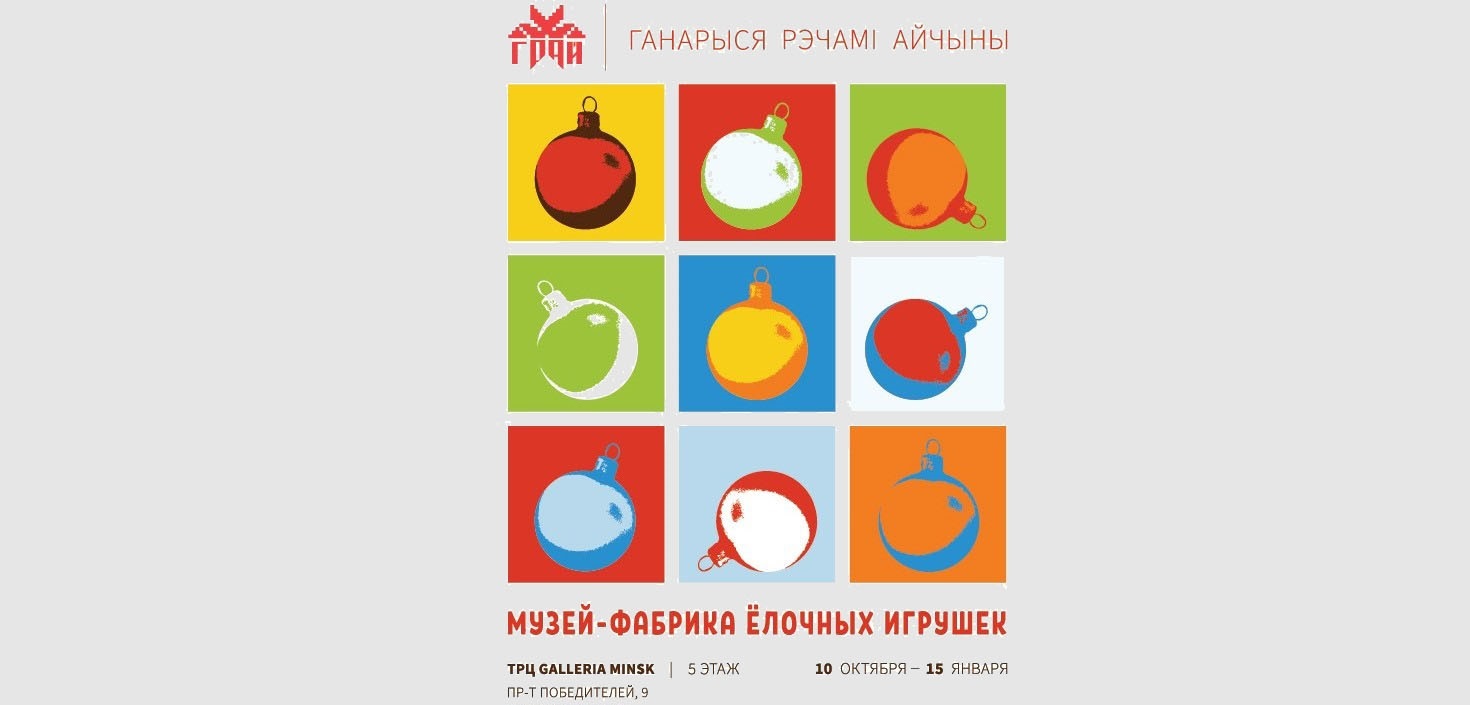 ГРЧИ
ГАНАРЫСЯ РЭЧАМІ АЙЧЫНЫ
МУЗЕЙ-ФАБРИКА ЁЛОЧНЫХ ИГРУШЕК
ТРЦ GALLERIA MINSK | 5 ЭТАЖ 10 ОКТЯБРЯ – 15 ЯНВАРЯ
ПР-Т ПОБЕДИТЕЛЕЙ, 9